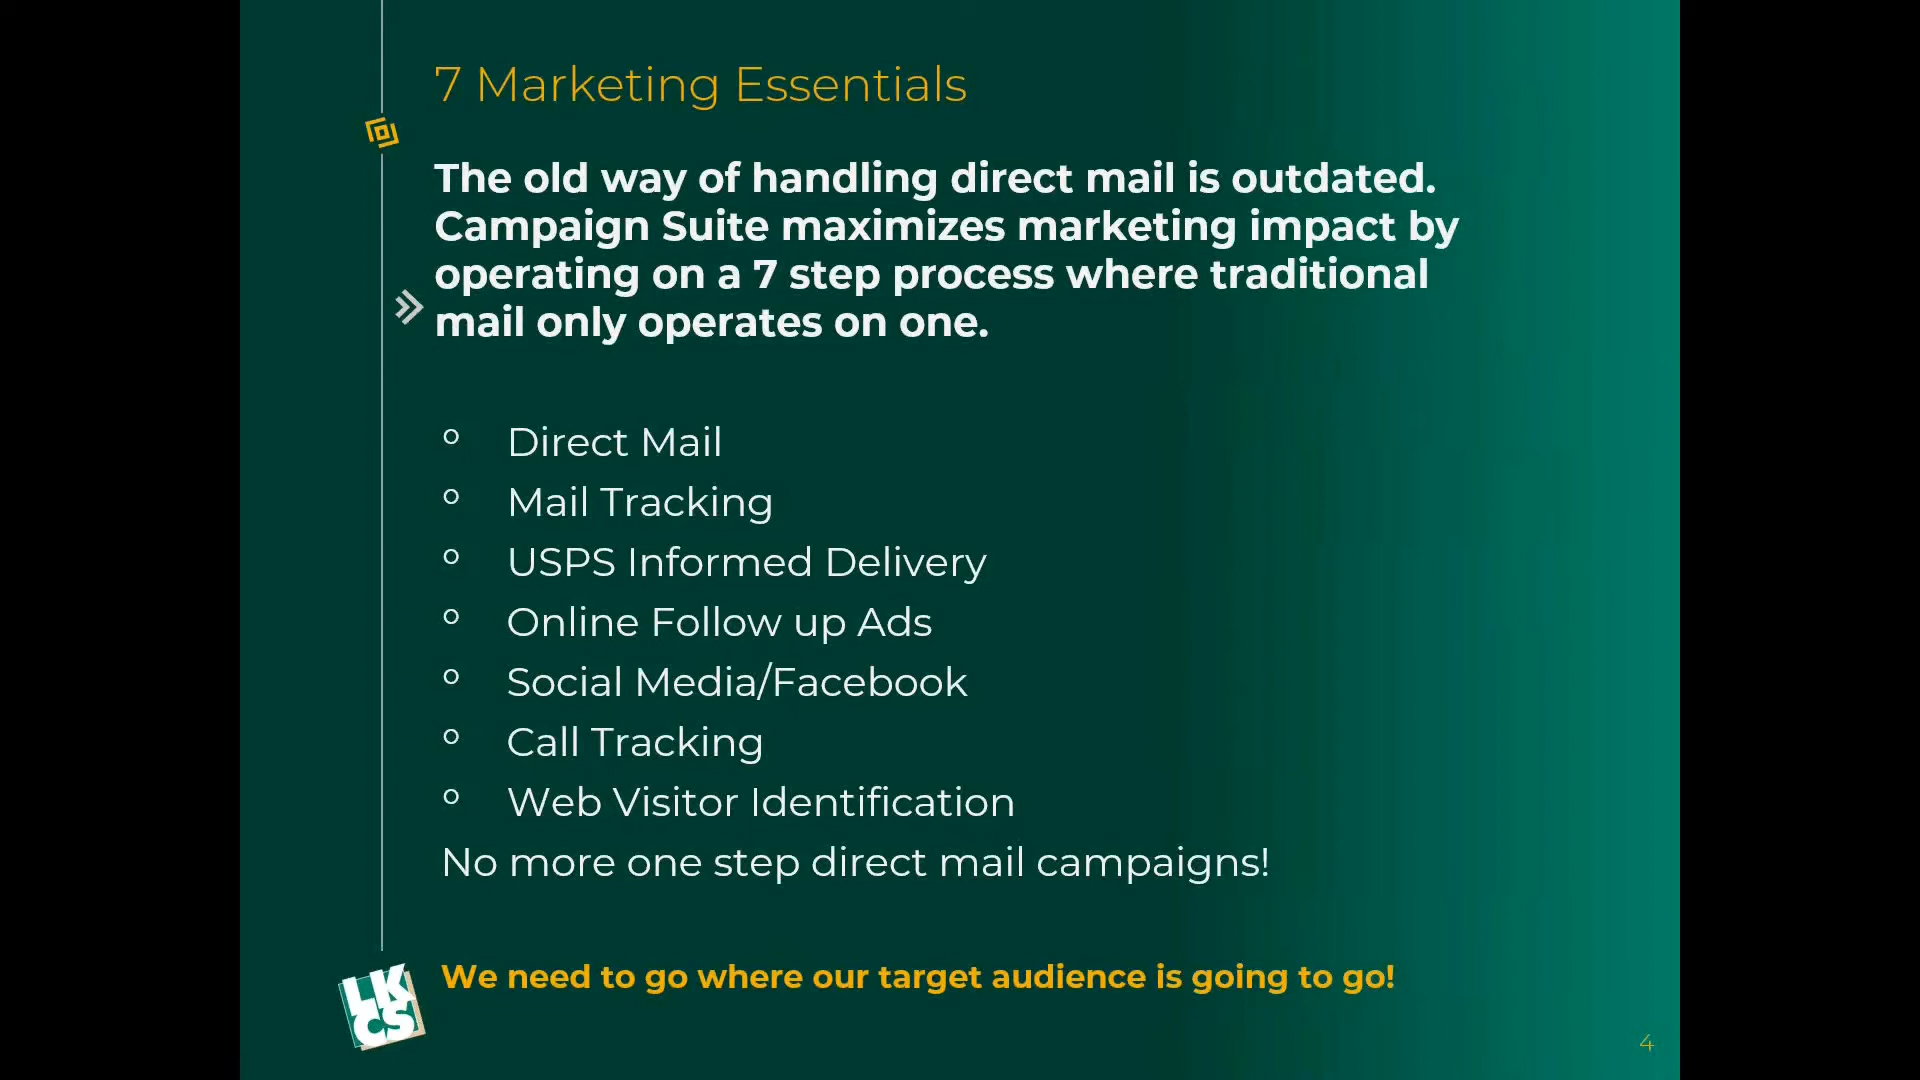 7 Marketing Essentials
The old way of handling direct mail is outdated.
Campaign Suite maximizes marketing impact by
operating on a 7 step process where traditional
mail only operates on one.
Direct Mail
Mail Tracking
USPS Informed Delivery
Online Follow up Ads
Social Media/Facebook
Call Tracking
Web Visitor Identification
No more one step direct mail campaigns!
We need to go where our target audience is going to go!
LK
CS
4